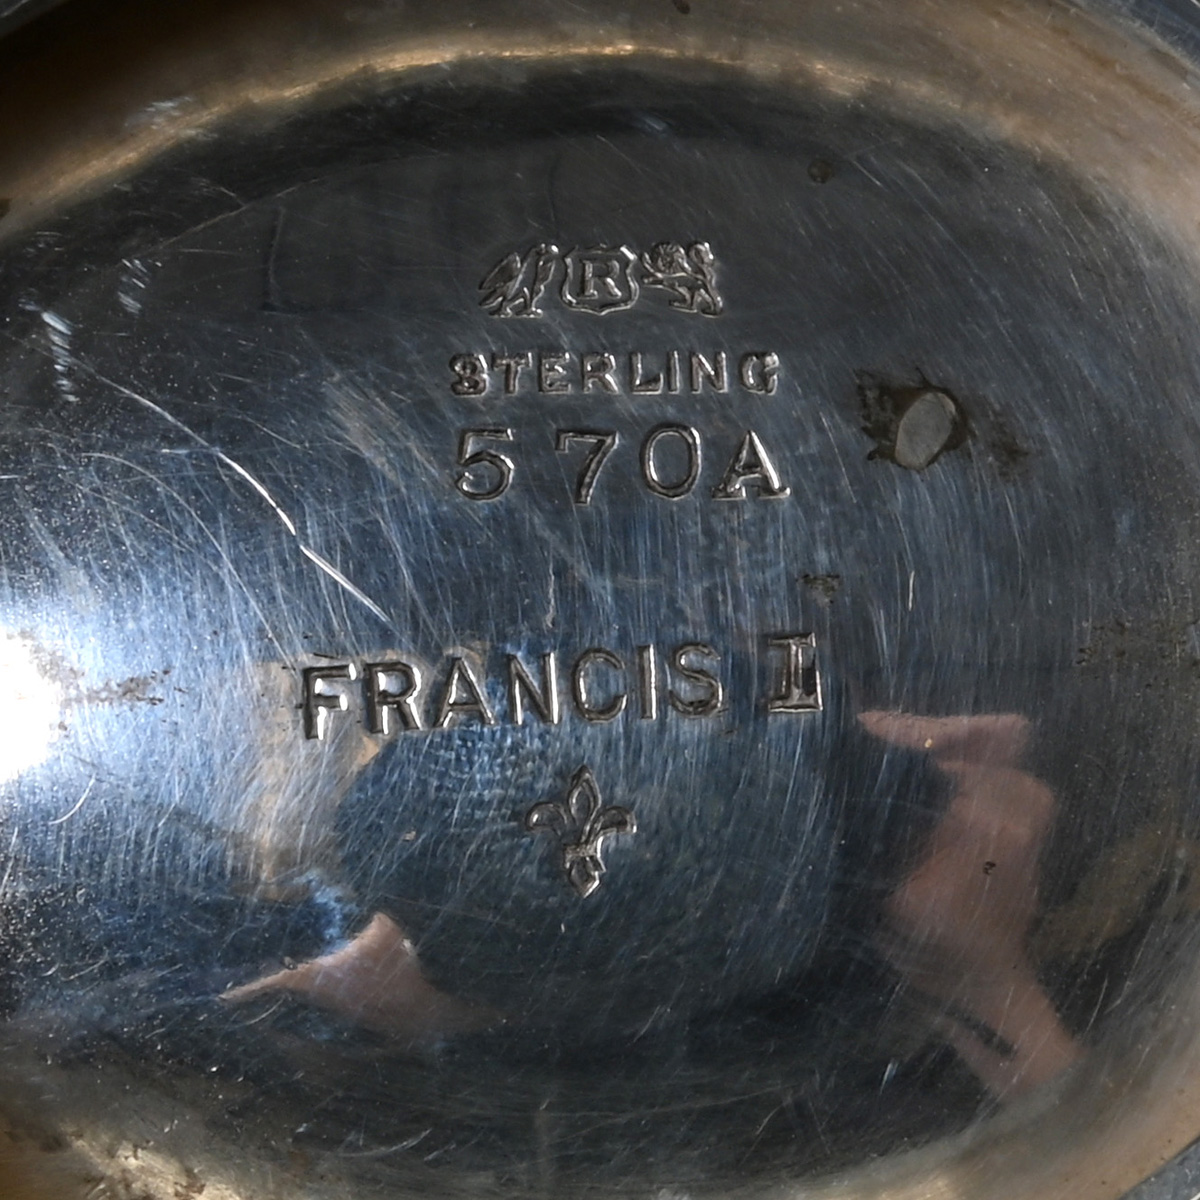 R
STERLING
570A
FRANCIS I